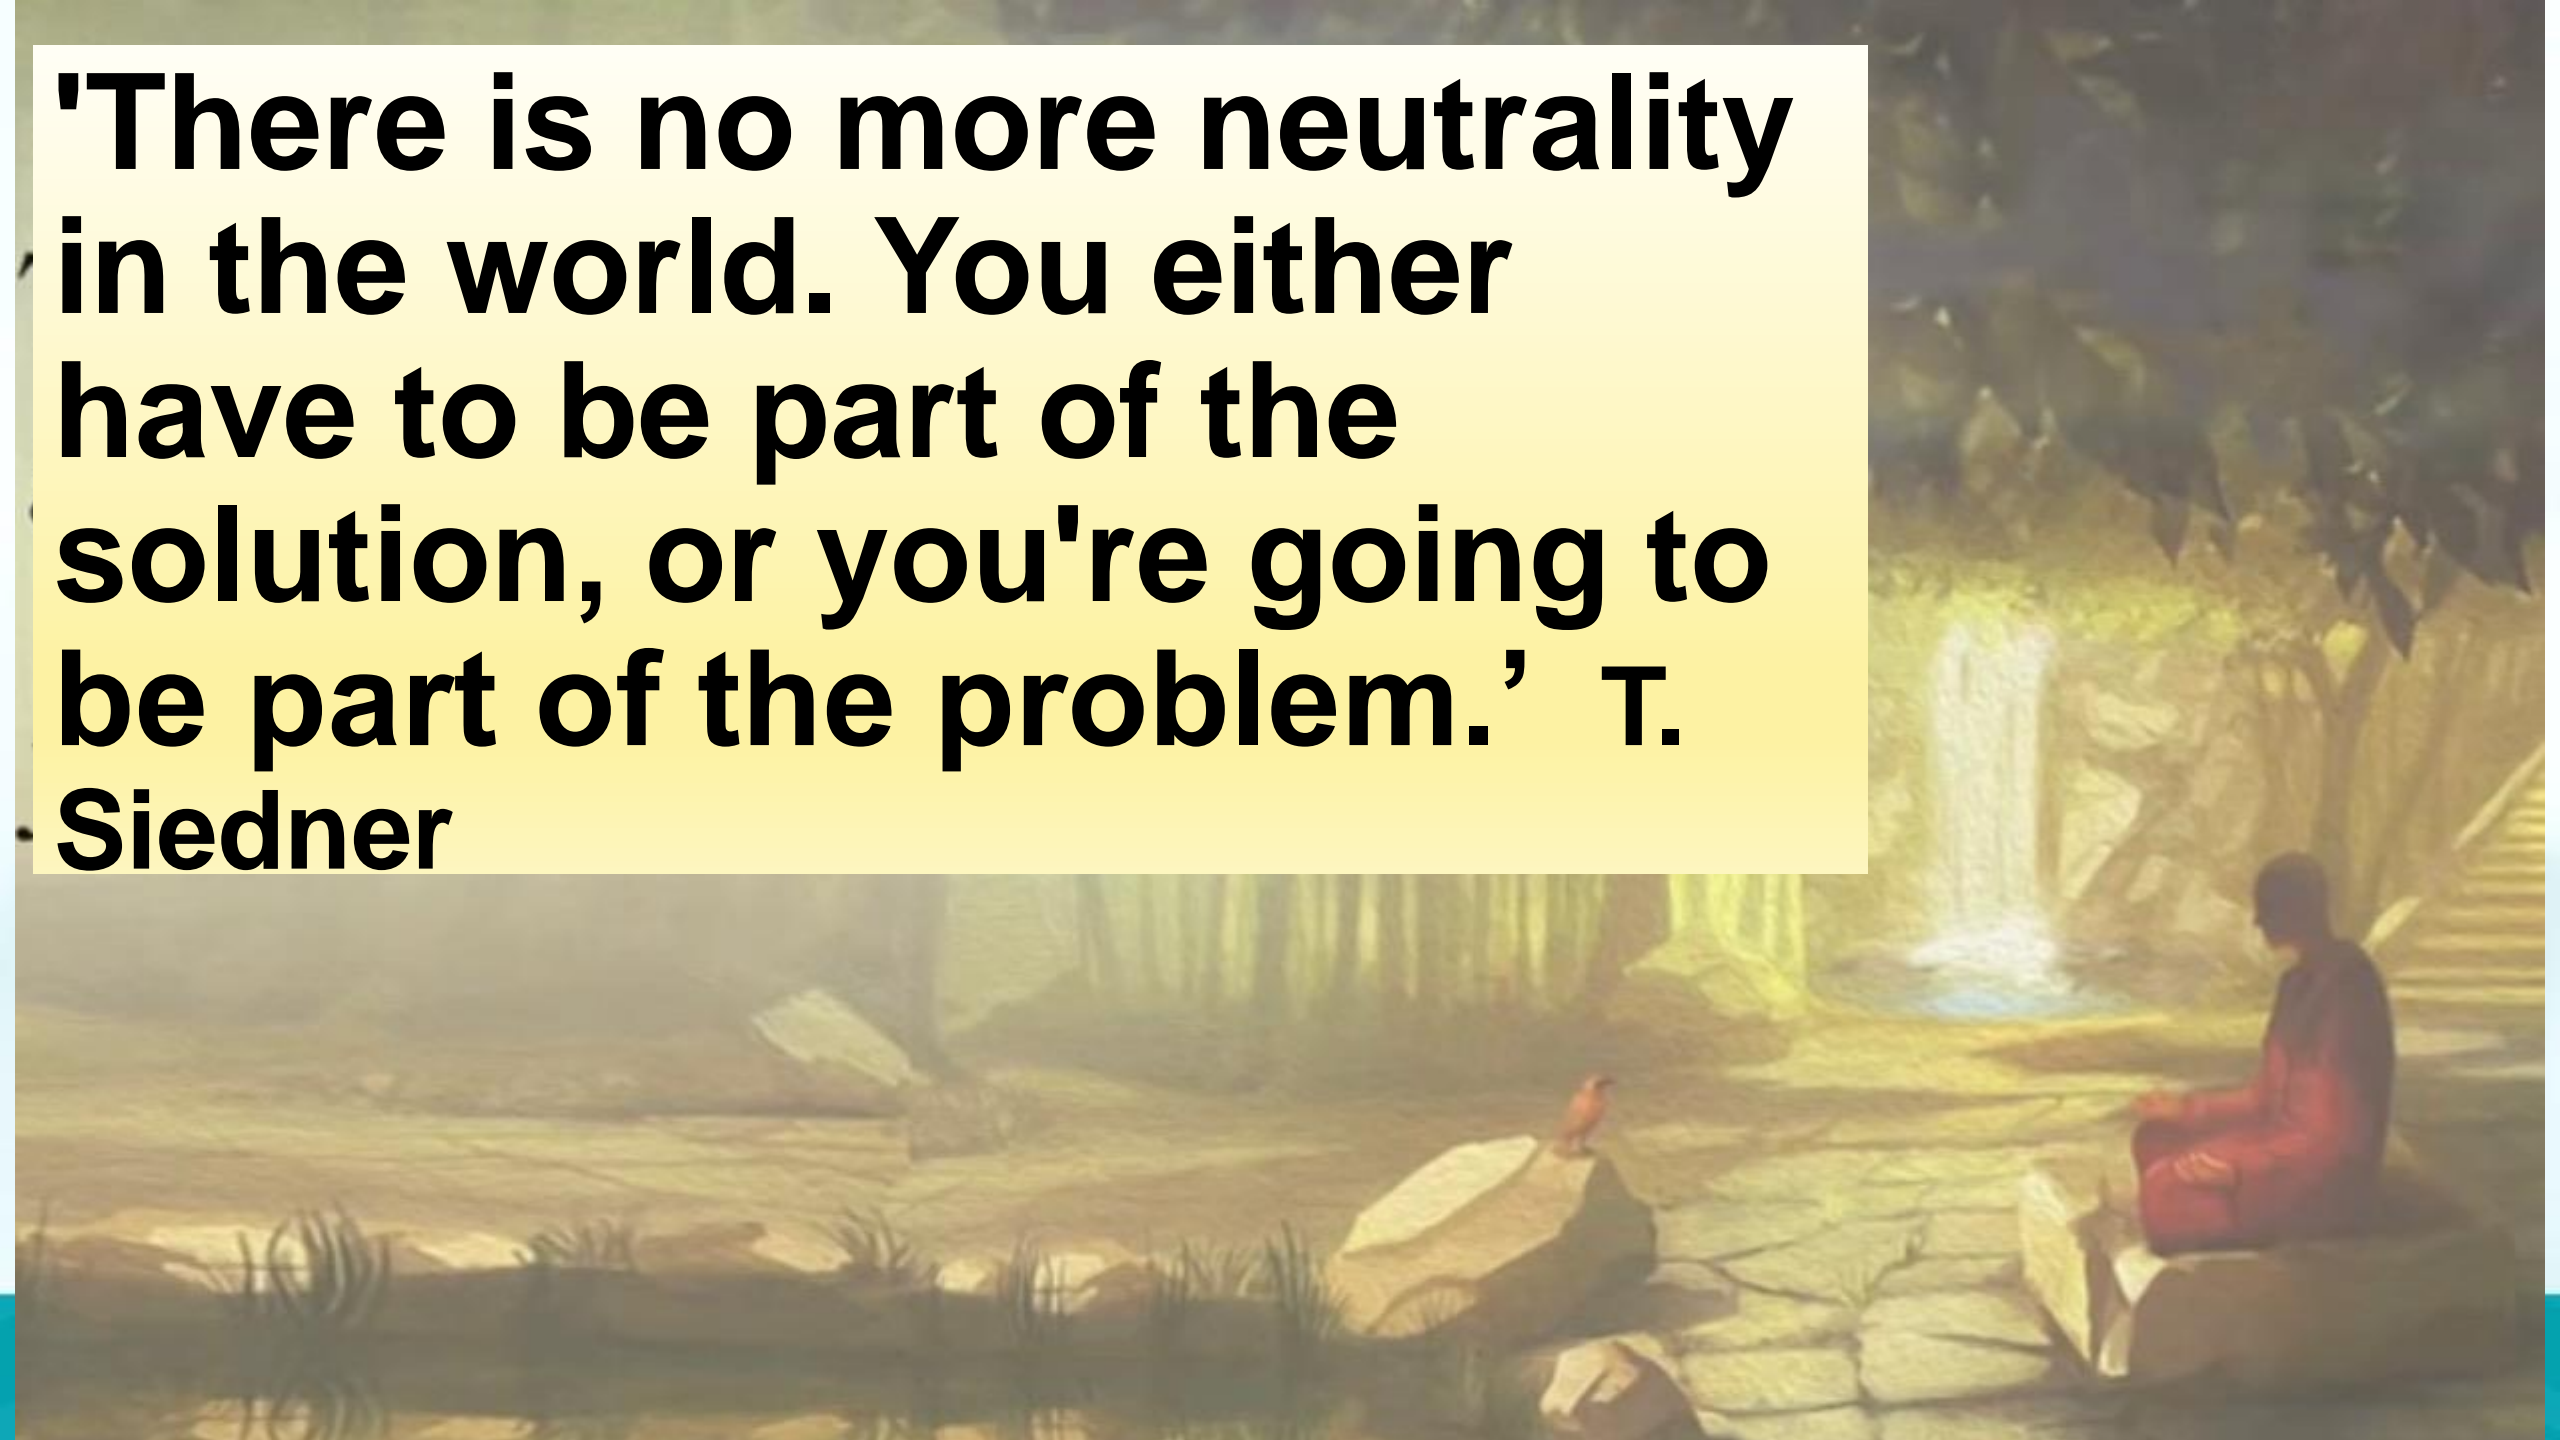 'There is no more neutrality
in the world. You either
have to be part of the
solution, or you're going to
be part of the problem.’ T.
Siedner